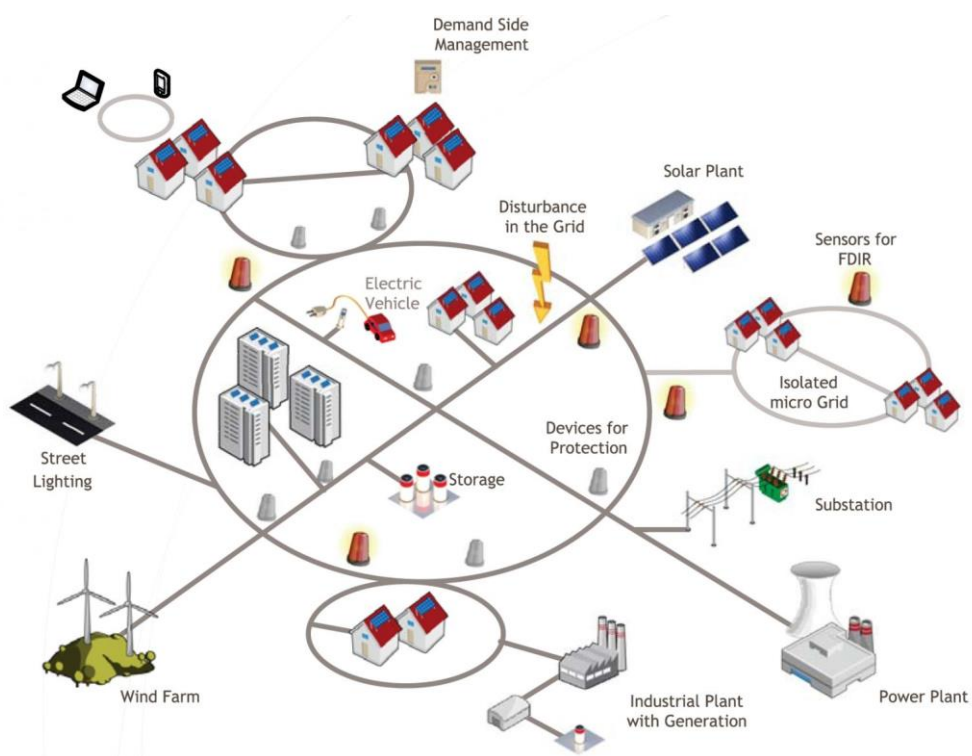 Demand Side
Management
Solar Plant
Disturbance
in the Grid
Sensors for
FDIR
Electric
Vehicle
Isolated
micro Grid
Devices for
Protection
Street
Lighting
Storage
Substation
Wind Farm
Industrial Plant
with Generation
Power Plant